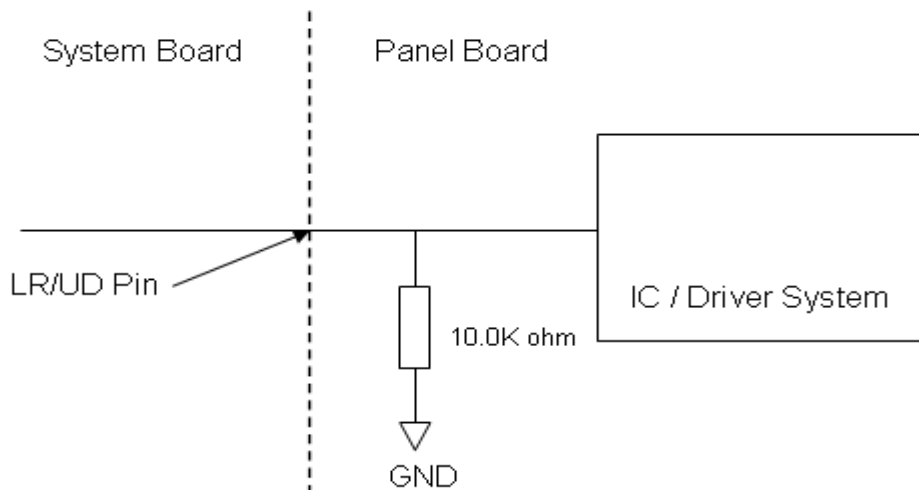 System Board
Panel Board
LR/UD Pin
IC / Driver System
10.0K ohm
GND